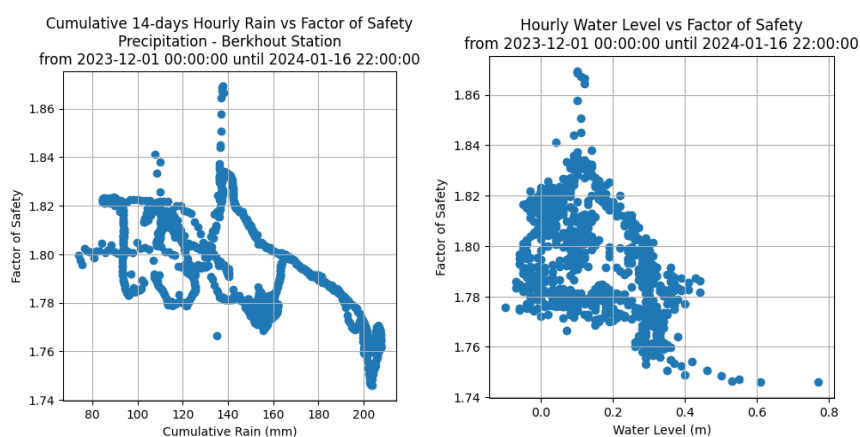 Cumulative 14-days Hourly Rain vs Factor of Safety
Precipitation - Berkhout Station
from 2023-12-01 00:00:00 until 2024-01-16 22:00:00
Factor of Safety
1.86
1.84
1.82
1.80
1.78
1.76
1.74
80 100 120 140 160 180 200
Cumulative Rain (mm)
Hourly Water Level vs Factor of Safety
from 2023-12-01 00:00:00 until 2024-01-16 22:00:00
Factor of Safety
1.86
1.84
1.82
1.80
1.78
1.76
1.74
0.0 0.2 0.4 0.6 0.8
Water Level (m)